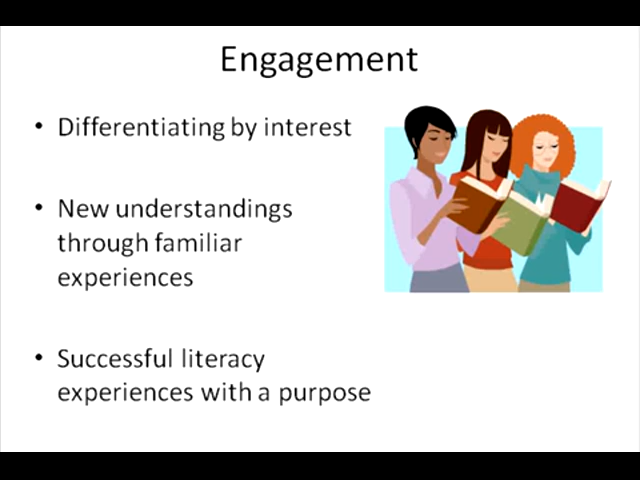 Engagement
• Differentiating by interest
• New understandings
through familiar
experiences
• Successful literacy
experiences with a purpose